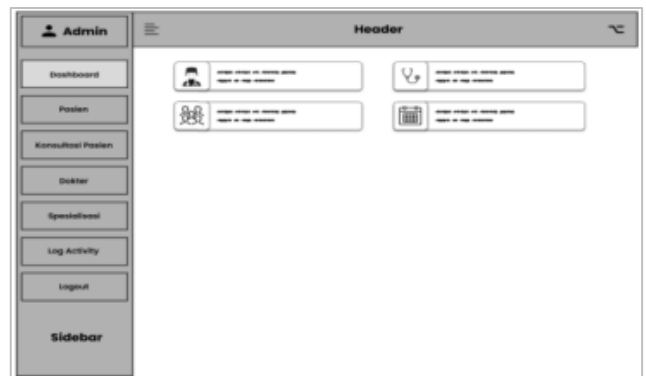 Admin
Header
Dashboard
Pasien
Konsultasi Pasien
Dokter
Spesialisasi
Log Activity
Logout
Sidebar